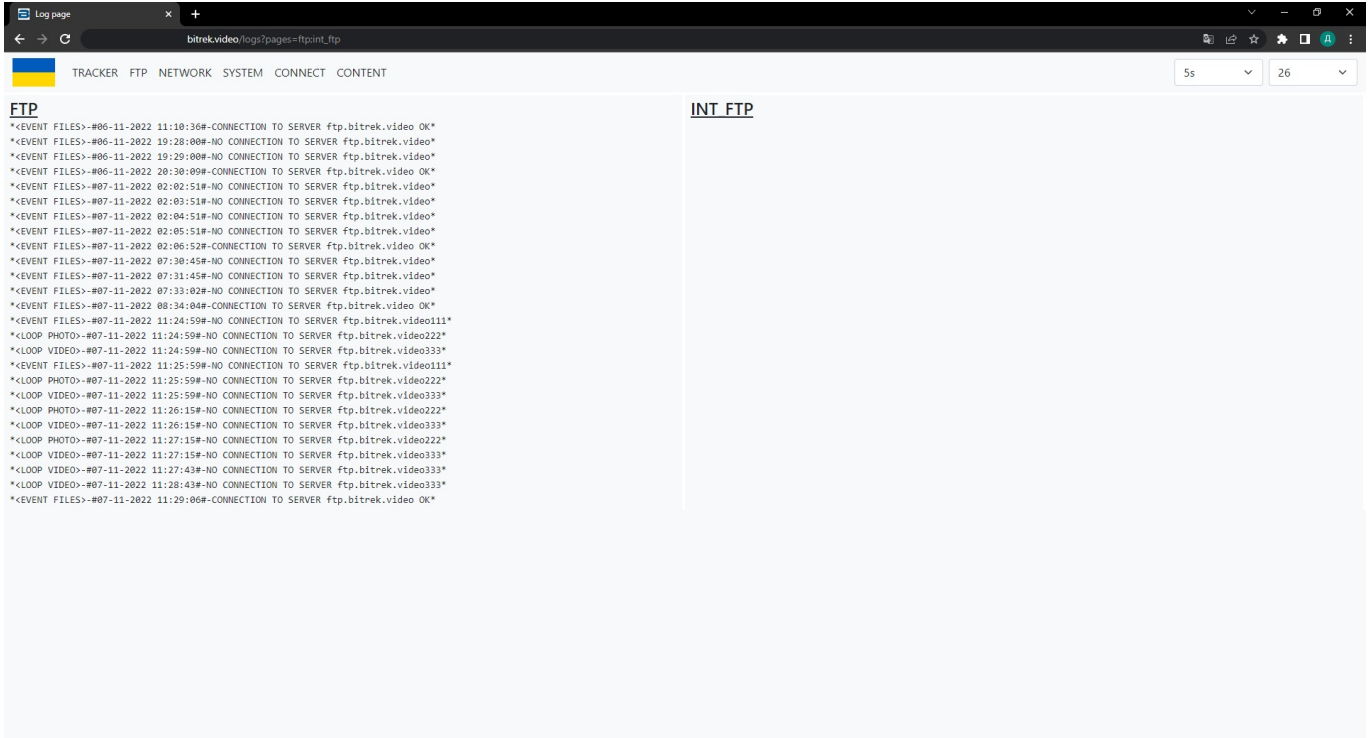 Log page
bitrek.video/logs?pages=ftp;int_ftp
Д
TRACKER FTP NETWORK SYSTEM CONNECT CONTENT
5s
26
FTP
*<EVENT FILES>-#06-11-2022 11:10:36#-CONNECTION TO SERVER ftp.bitrek.video OK*
*<EVENT FILES>-#06-11-2022 19:28:00#-NO CONNECTION TO SERVER ftp.bitrek.video*
*<EVENT FILES>-#06-11-2022 19:29:00#-NO CONNECTION TO SERVER ftp.bitrek.video*
*<EVENT FILES>-#06-11-2022 20:30:09#-CONNECTION TO SERVER ftp.bitrek.video OK*
*<EVENT FILES>-#07-11-2022 02:02:51#-NO CONNECTION TO SERVER ftp.bitrek.video*
*<EVENT FILES>-#07-11-2022 02:03:51#-NO CONNECTION TO SERVER ftp.bitrek.video*
*<EVENT FILES>-#07-11-2022 02:04:51#-NO CONNECTION TO SERVER ftp.bitrek.video*
*<EVENT FILES>-#07-11-2022 02:05:51#-NO CONNECTION TO SERVER ftp.bitrek.video*
*<EVENT FILES>-#07-11-2022 02:06:52#-CONNECTION TO SERVER ftp.bitrek.video OK*
*<EVENT FILES>-#07-11-2022 07:30:45#-NO CONNECTION TO SERVER ftp.bitrek.video*
*<EVENT FILES>-#07-11-2022 07:31:45#-NO CONNECTION TO SERVER ftp.bitrek.video*
*<EVENT FILES>-#07-11-2022 07:33:02#-NO CONNECTION TO SERVER ftp.bitrek.video*
*<EVENT FILES>-#07-11-2022 08:34:04#-CONNECTION TO SERVER ftp.bitrek.video OK*
*<EVENT FILES>-#07-11-2022 11:24:59#-NO CONNECTION TO SERVER ftp.bitrek.video111*
*<LOOP PHOTO>-#07-11-2022 11:24:59#-NO CONNECTION TO SERVER ftp.bitrek.video222*
*<LOOP VIDEO>-#07-11-2022 11:24:59#-NO CONNECTION TO SERVER ftp.bitrek.video333*
*<EVENT FILES>-#07-11-2022 11:25:59#-NO CONNECTION TO SERVER ftp.bitrek.video111*
*<LOOP PHOTO>-#07-11-2022 11:25:59#-NO CONNECTION TO SERVER ftp.bitrek.video222*
*<LOOP VIDEO>-#07-11-2022 11:25:59#-NO CONNECTION TO SERVER ftp.bitrek.video333*
*<LOOP PHOTO>-#07-11-2022 11:26:15#-NO CONNECTION TO SERVER ftp.bitrek.video222*
*<LOOP VIDEO>-#07-11-2022 11:26:15#-NO CONNECTION TO SERVER ftp.bitrek.video333*
*<LOOP PHOTO>-#07-11-2022 11:27:15#-NO CONNECTION TO SERVER ftp.bitrek.video222*
*<LOOP VIDEO>-#07-11-2022 11:27:15#-NO CONNECTION TO SERVER ftp.bitrek.video333*
*<LOOP VIDEO>-#07-11-2022 11:27:43#-NO CONNECTION TO SERVER ftp.bitrek.video333*
*<LOOP VIDEO>-#07-11-2022 11:28:43#-NO CONNECTION TO SERVER ftp.bitrek.video333*
*<EVENT FILES>-#07-11-2022 11:29:06#-CONNECTION TO SERVER ftp.bitrek.video OK*
INT_FTP